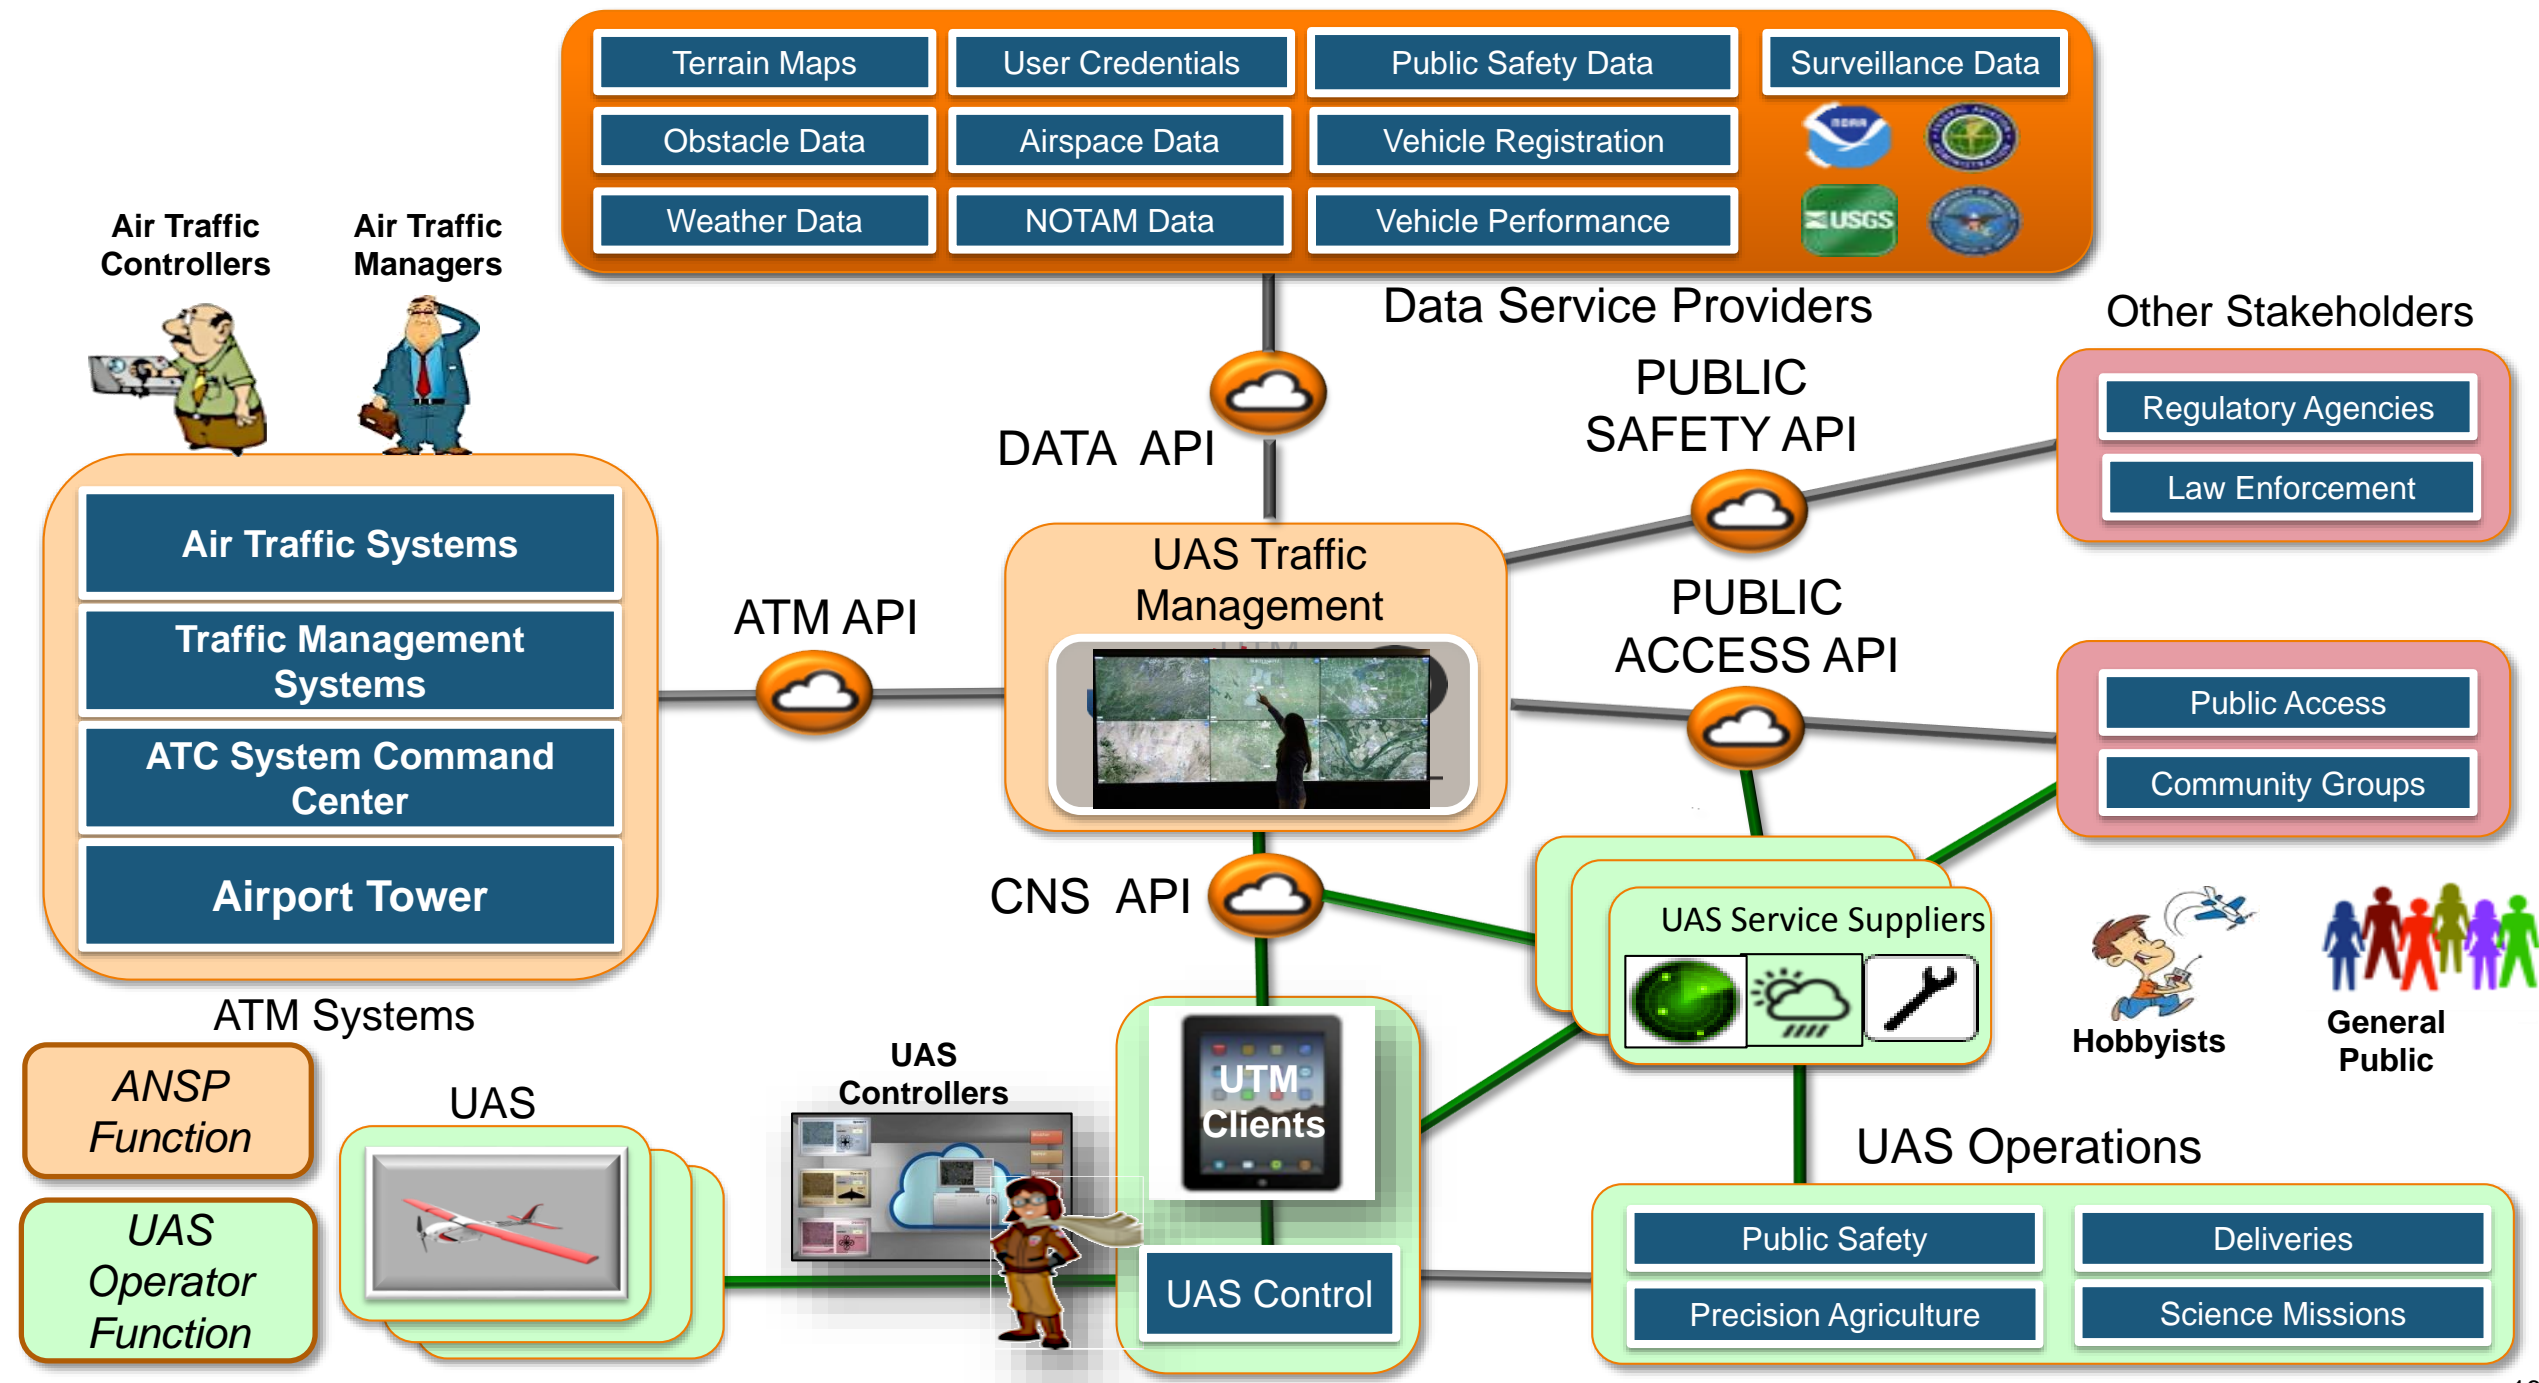 Terrain Maps
User Credentials
Public Safety Data
Surveillance Data
Obstacle Data
Airspace Data
Vehicle Registration
NOAA
Weather Data
NOTAM Data
Vehicle Performance
USGS
Data Service Providers
Air Traffic
Controllers
Air Traffic
Managers
Other Stakeholders
Regulatory Agencies
Law Enforcement
DATA API
PUBLIC
SAFETY API
Air Traffic Systems
Traffic Management
Systems
ATC System Command
Center
Airport Tower
ATM Systems
ATM API
UAS Traffic
Management
PUBLIC
ACCESS API
Public Access
Community Groups
CNS API
UAS Service Suppliers
Hobbyists
General
Public
ANSP
Function
UAS
Operator
Function
UAS
UAS
Controllers
UTM
Clients
UAS Control
UAS Operations
Public Safety
Deliveries
Precision Agriculture
Science Missions